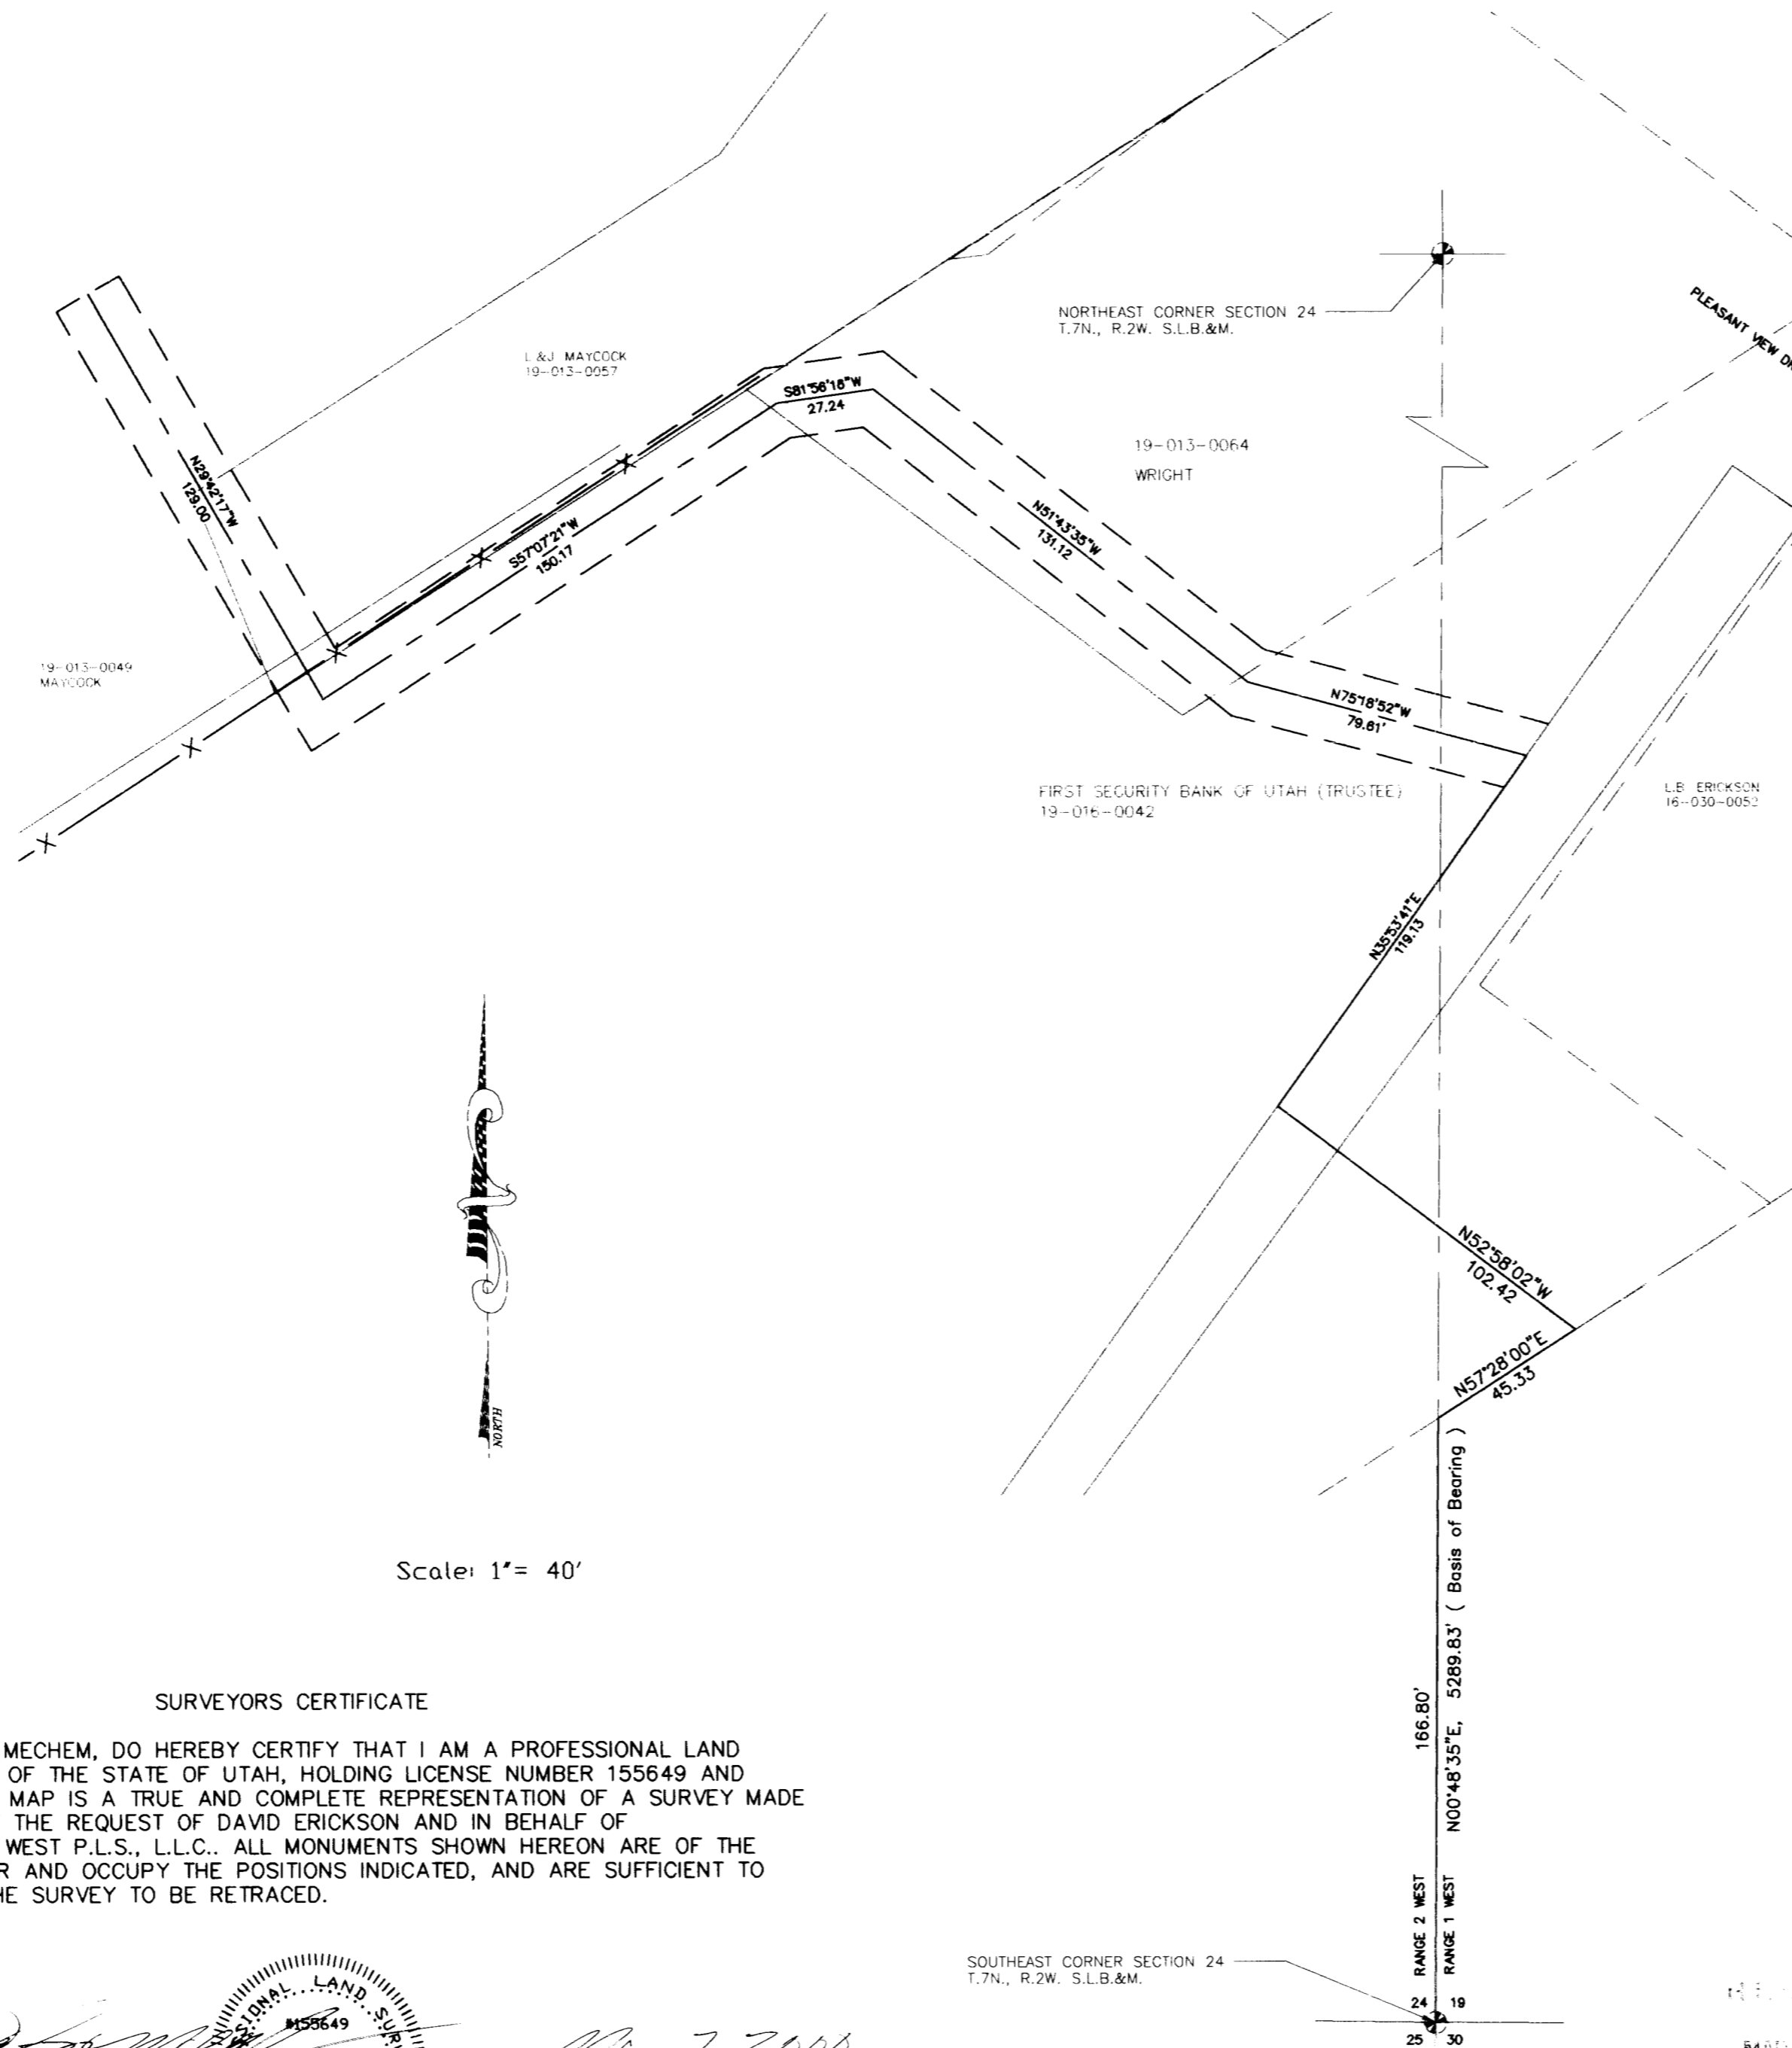 NORTHEAST CORNER SECTION 24
T.7N., R.2W. S.L.B.&M.
PLEASANT VIEW
L &J MAYCOCK
19-013-0057
S81°56'16"W
27.24
19-013-0064
WRIGHT
N29°42'17"W
129.00
S57°07'21"W
150.17
N51°43'35"W
131.12
19-013-0049
MAYCOCK
N75°18'52"W
79.61'
FIRST SECURITY BANK OF UTAH (TRUSTEE)
19-016-0042
L.B. ERICKSON
16-030-0052
N35°53'41"E
119.13
N52°58'02"W
102.42
N57°28'00"E
45.33
NORTH
Scale: 1"= 40'
166.80'
N00°48'35"E, 5289.83' ( Basis of Bearing )
RANGE 2 WEST
RANGE 1 WEST
SURVEYORS CERTIFICATE
MECHEM, DO HEREBY CERTIFY THAT I AM A PROFESSIONAL LAND
OF THE STATE OF UTAH, HOLDING LICENSE NUMBER 155649 AND
MAP IS A TRUE AND COMPLETE REPRESENTATION OF A SURVEY MADE
THE REQUEST OF DAVID ERICKSON AND IN BEHALF OF
WEST P.L.S., L.L.C.. ALL MONUMENTS SHOWN HEREON ARE OF THE
R AND OCCUPY THE POSITIONS INDICATED, AND ARE SUFFICIENT TO
HE SURVEY TO BE RETRACED.
SOUTHEAST CORNER SECTION 24
T.7N., R.2W. S.L.B.&M.
24 19
25 30
SSIONAL LAND SUR
#155649